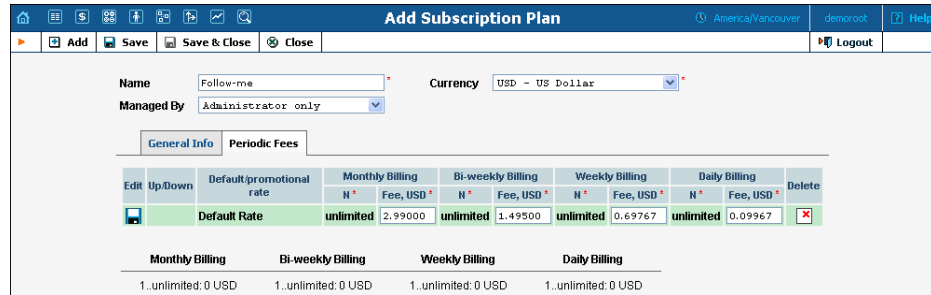 Add Subscription Plan America/Vancouver demoroot Help
Add Save Save & Close Close Logout
Name Follow-me * Currency USD - US Dollar *
Managed By Administrator only
General Info Periodic Fees
Edit Up/Down Default/promotional rate Monthly Billing Bi-weekly Billing Weekly Billing Daily Billing Delete
N * Fee, USD * N * Fee, USD * N * Fee, USD * N * Fee, USD *
Default Rate unlimited 2.99000 unlimited 1.49500 unlimited 0.69767 unlimited 0.09967
Monthly Billing Bi-weekly Billing Weekly Billing Daily Billing
1..unlimited: 0 USD 1..unlimited: 0 USD 1..unlimited: 0 USD 1..unlimited: 0 USD